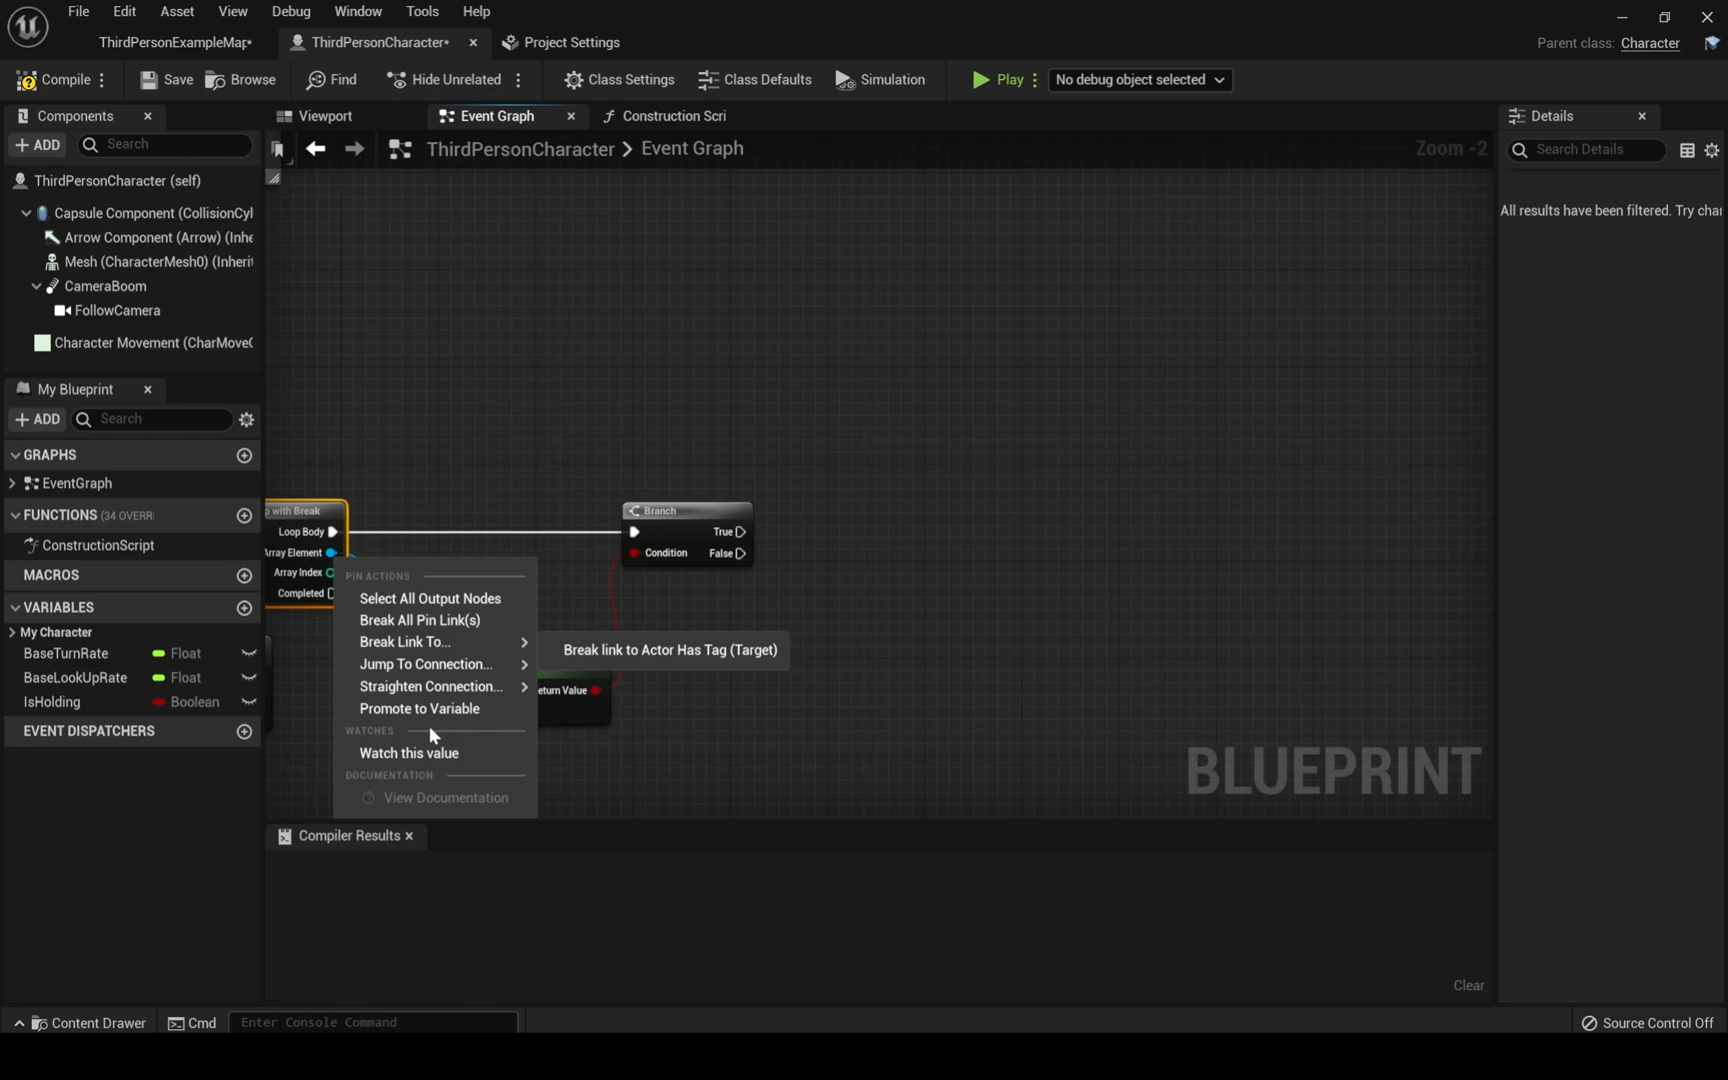 File Edit Asset View Debug Window Tools Help
ThirdPersonExampleMap* ThirdPersonCharacter* Project Settings
Parent class: Character
Compile Save Browse Find Hide Unrelated Class Settings Class Defaults Simulation Play No debug object selected
Components Viewport Event Graph Construction Scri Details
ADD Search ThirdPersonCharacter > Event Graph Zoom -2 Search Details
ThirdPersonCharacter (self)
Capsule Component (CollisionCyl
Arrow Component (Arrow) (Inhe
Mesh (CharacterMesh0) (Inherit
CameraBoom
FollowCamera
Character Movement (CharMoveC
All results have been filtered. Try char
My Blueprint
ADD Search
GRAPHS
EventGraph
FUNCTIONS (34 OVERRI
ConstructionScript
MACROS
VARIABLES
My Character
BaseTurnRate Float
BaseLookUpRate Float
IsHolding Boolean
EVENT DISPATCHERS
p with Break
Loop Body
Array Element
Array Index
Completed
Branch
True
Condition False
PIN ACTIONS
Select All Output Nodes
Break All Pin Link(s)
Break Link To...
Break link to Actor Has Tag (Target)
Jump To Connection...
Straighten Connection...
eturn Value
Promote to Variable
WATCHES
Watch this value
DOCUMENTATION
View Documentation
BLUEPRINT
Compiler Results
Clear
Content Drawer Cmd Enter Console Command Source Control Off